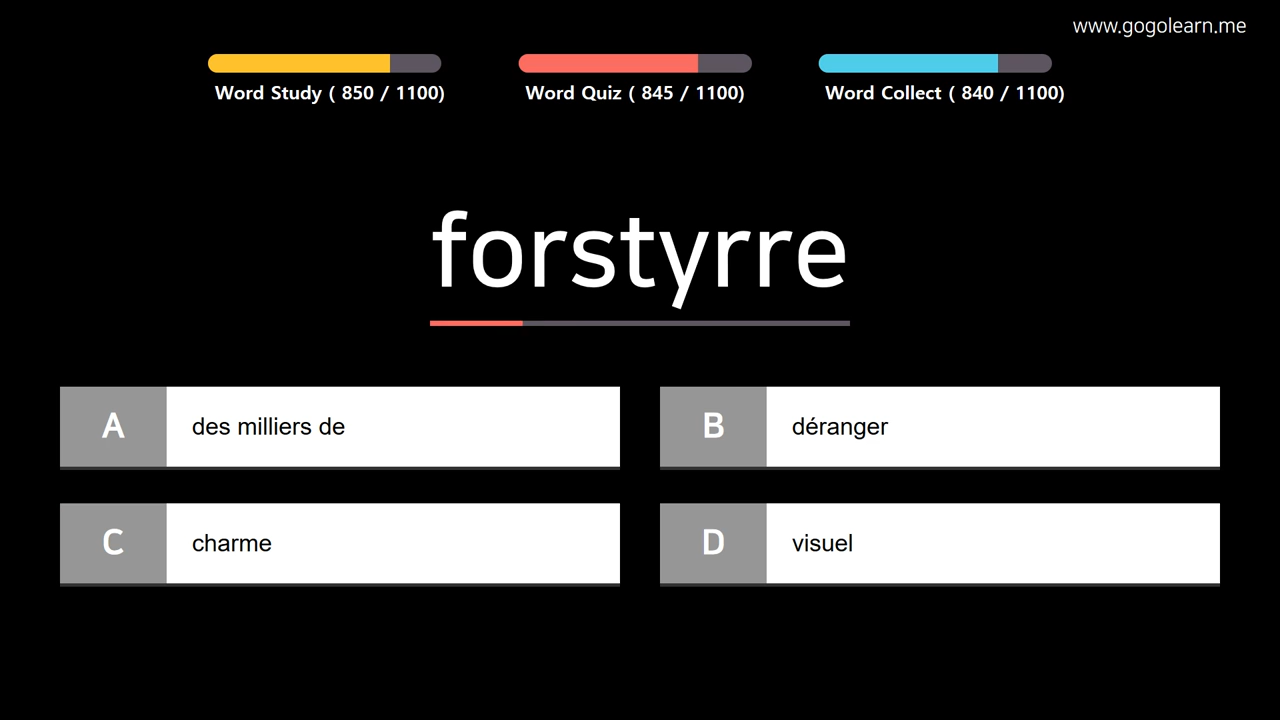 www.gogolearn.me
Word Study ( 850 / 1100)
Word Quiz ( 845 / 1100)
Word Collect ( 840 / 1100)
forstyrre
A des milliers de
B déranger
C charme
D visuel